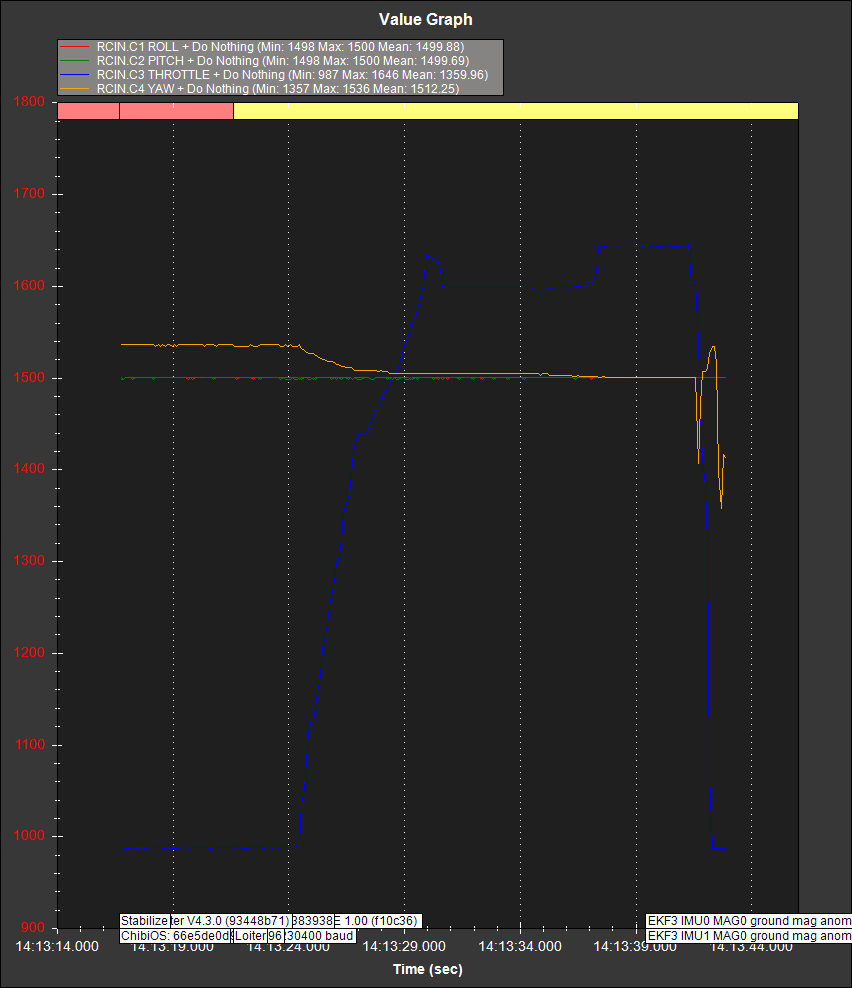 Value Graph
RCIN.C1 ROLL + Do Nothing (Min: 1498 Max: 1500 Mean: 1499.88)
RCIN.C2 PITCH + Do Nothing (Min: 1498 Max: 1500 Mean: 1499.69)
RCIN.C3 THROTTLE + Do Nothing (Min: 987 Max: 1646 Mean: 1359.96)
RCIN.C4 YAW + Do Nothing (Min: 1357 Max: 1536 Mean: 1512.25)
1800
1700
1600
1500
1400
1300
1200
1100
1000
900
Stabilize ter V4.3.0 (93448b71) 383938E 1.00 (f10c36)
EKF3 IMU0 MAG0 ground mag anom
ChibiOS: 66e5de0d Loiter 96 30400 baud
EKF3 IMU1 MAG0 ground mag anom
14:13:14.000 14:13:19.000 14:13:24.000 14:13:29.000 14:13:34.000 14:13:39.000 14:13:44.000
Time (sec)